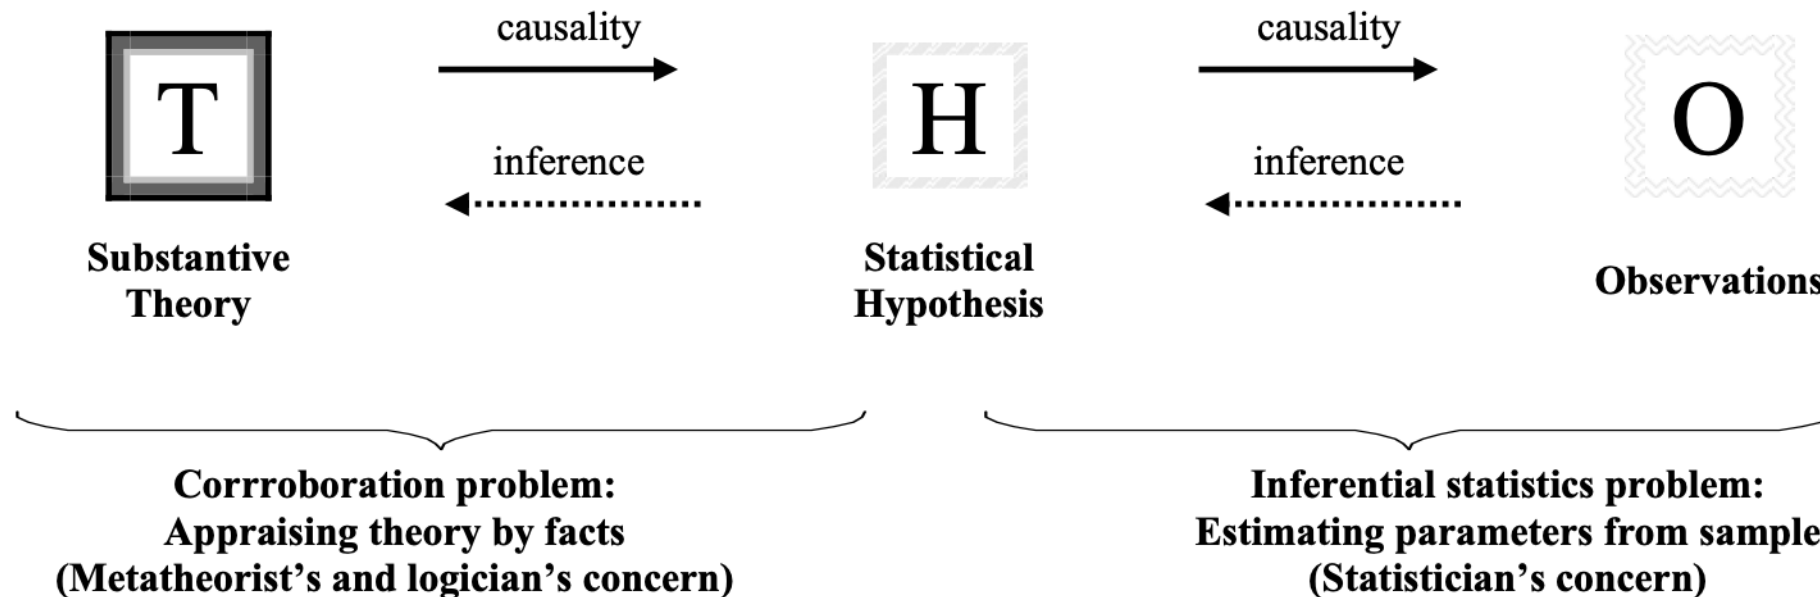 causality
causality
T
H
O
inference
inference
Substantive
Theory
Statistical
Hypothesis
Observations
Corrroboration problem:
Appraising theory by facts
(Metatheorist’s and logician’s concern)
Inferential statistics problem:
Estimating parameters from sample
(Statistician’s concern)